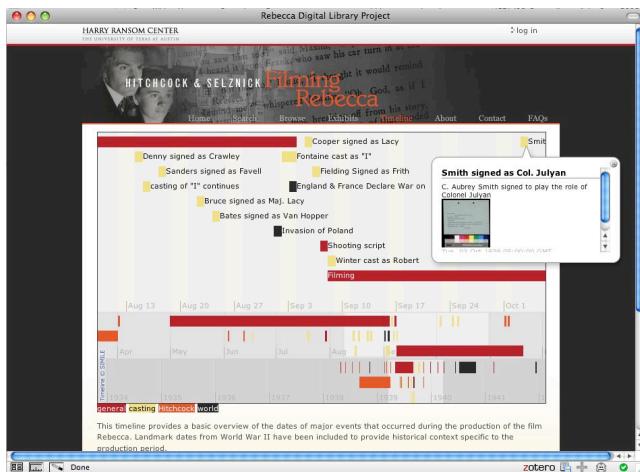 Rebecca Digital Library Project
HARRY RANSOM CENTER
THE UNIVERSITY OF TEXAS AT AUSTIN
log in
HITCHCOCK & SELZNICK
Filming
Rebecca
Home Search Browse Exhibits Timeline About Contact FAQs
Cooper signed as Lacy
Smit
Denny signed as Crawley
Fontaine cast as "I"
Sanders signed as Favell
Fielding Signed as Frith
casting of "I" continues
England & France Declare War on
Bruce signed as Maj. Lacy
Bates signed as Van Hopper
Invasion of Poland
Shooting script
Winter cast as Robert
Filming
Smith signed as Col. Julyan
C. Aubrey Smith signed to play the role of
Colonel Julyan
Aug 13 Aug 20 Aug 27 Sep 3 Sep 10 Sep 17 Sep 24 Oct 1
Apr May Jun Jul Aug
Timeline © SIMILE
1934 1935 1936 1937 1938 1939 1940 1941
general casting Hitchcock world
This timeline provides a basic overview of the dates of major events that occurred during the production of the film
Rebecca. Landmark dates from World War II have been included to provide historical context specific to the
production period.
Done
zotero